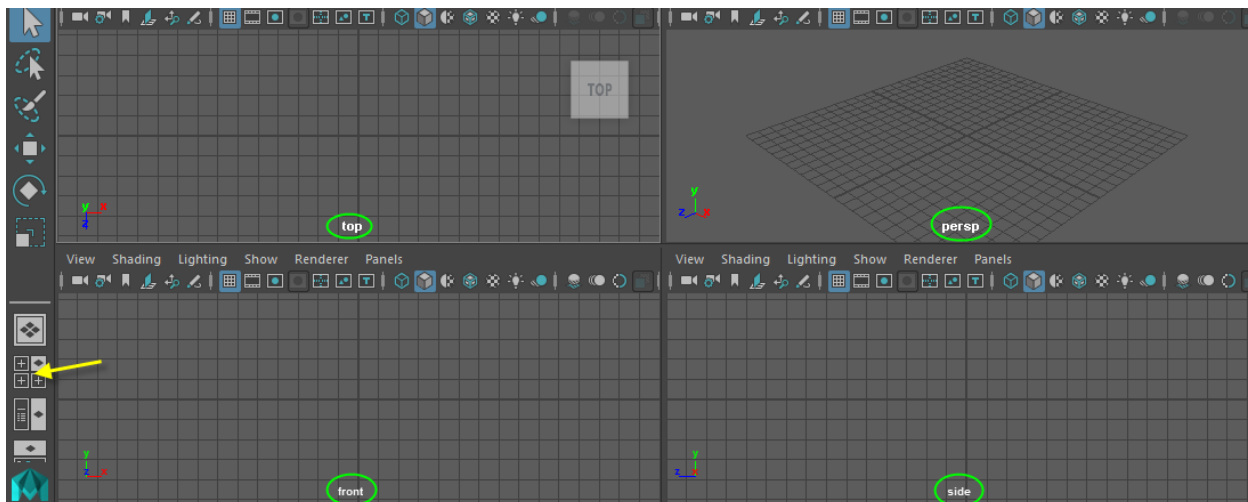 TOP
y x
z
top
y
z x
persp
View Shading Lighting Show Renderer Panels
View Shading Lighting Show Renderer Panels
y
z x
front
y
z x
side